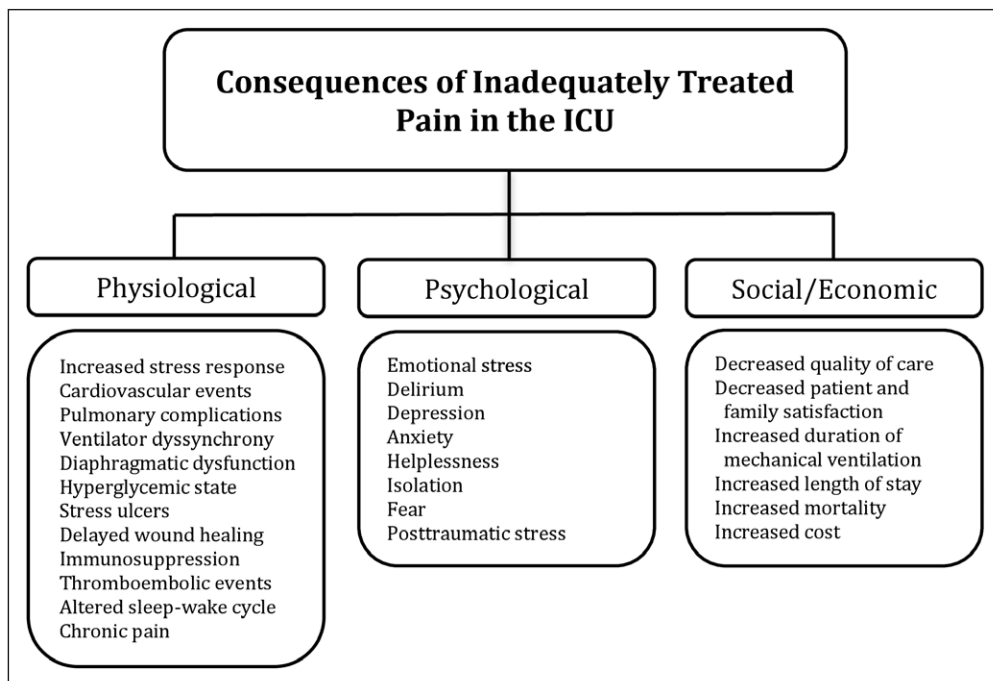 Consequences of Inadequately Treated
Pain in the ICU
Physiological
Increased stress response
Cardiovascular events
Pulmonary complications
Ventilator dyssynchrony
Diaphragmatic dysfunction
Hyperglycemic state
Stress ulcers
Delayed wound healing
Immunosuppression
Thromboembolic events
Altered sleep-wake cycle
Chronic pain
Psychological
Emotional stress
Delirium
Depression
Anxiety
Helplessness
Isolation
Fear
Posttraumatic stress
Social/Economic
Decreased quality of care
Decreased patient and
family satisfaction
Increased duration of
mechanical ventilation
Increased length of stay
Increased mortality
Increased cost